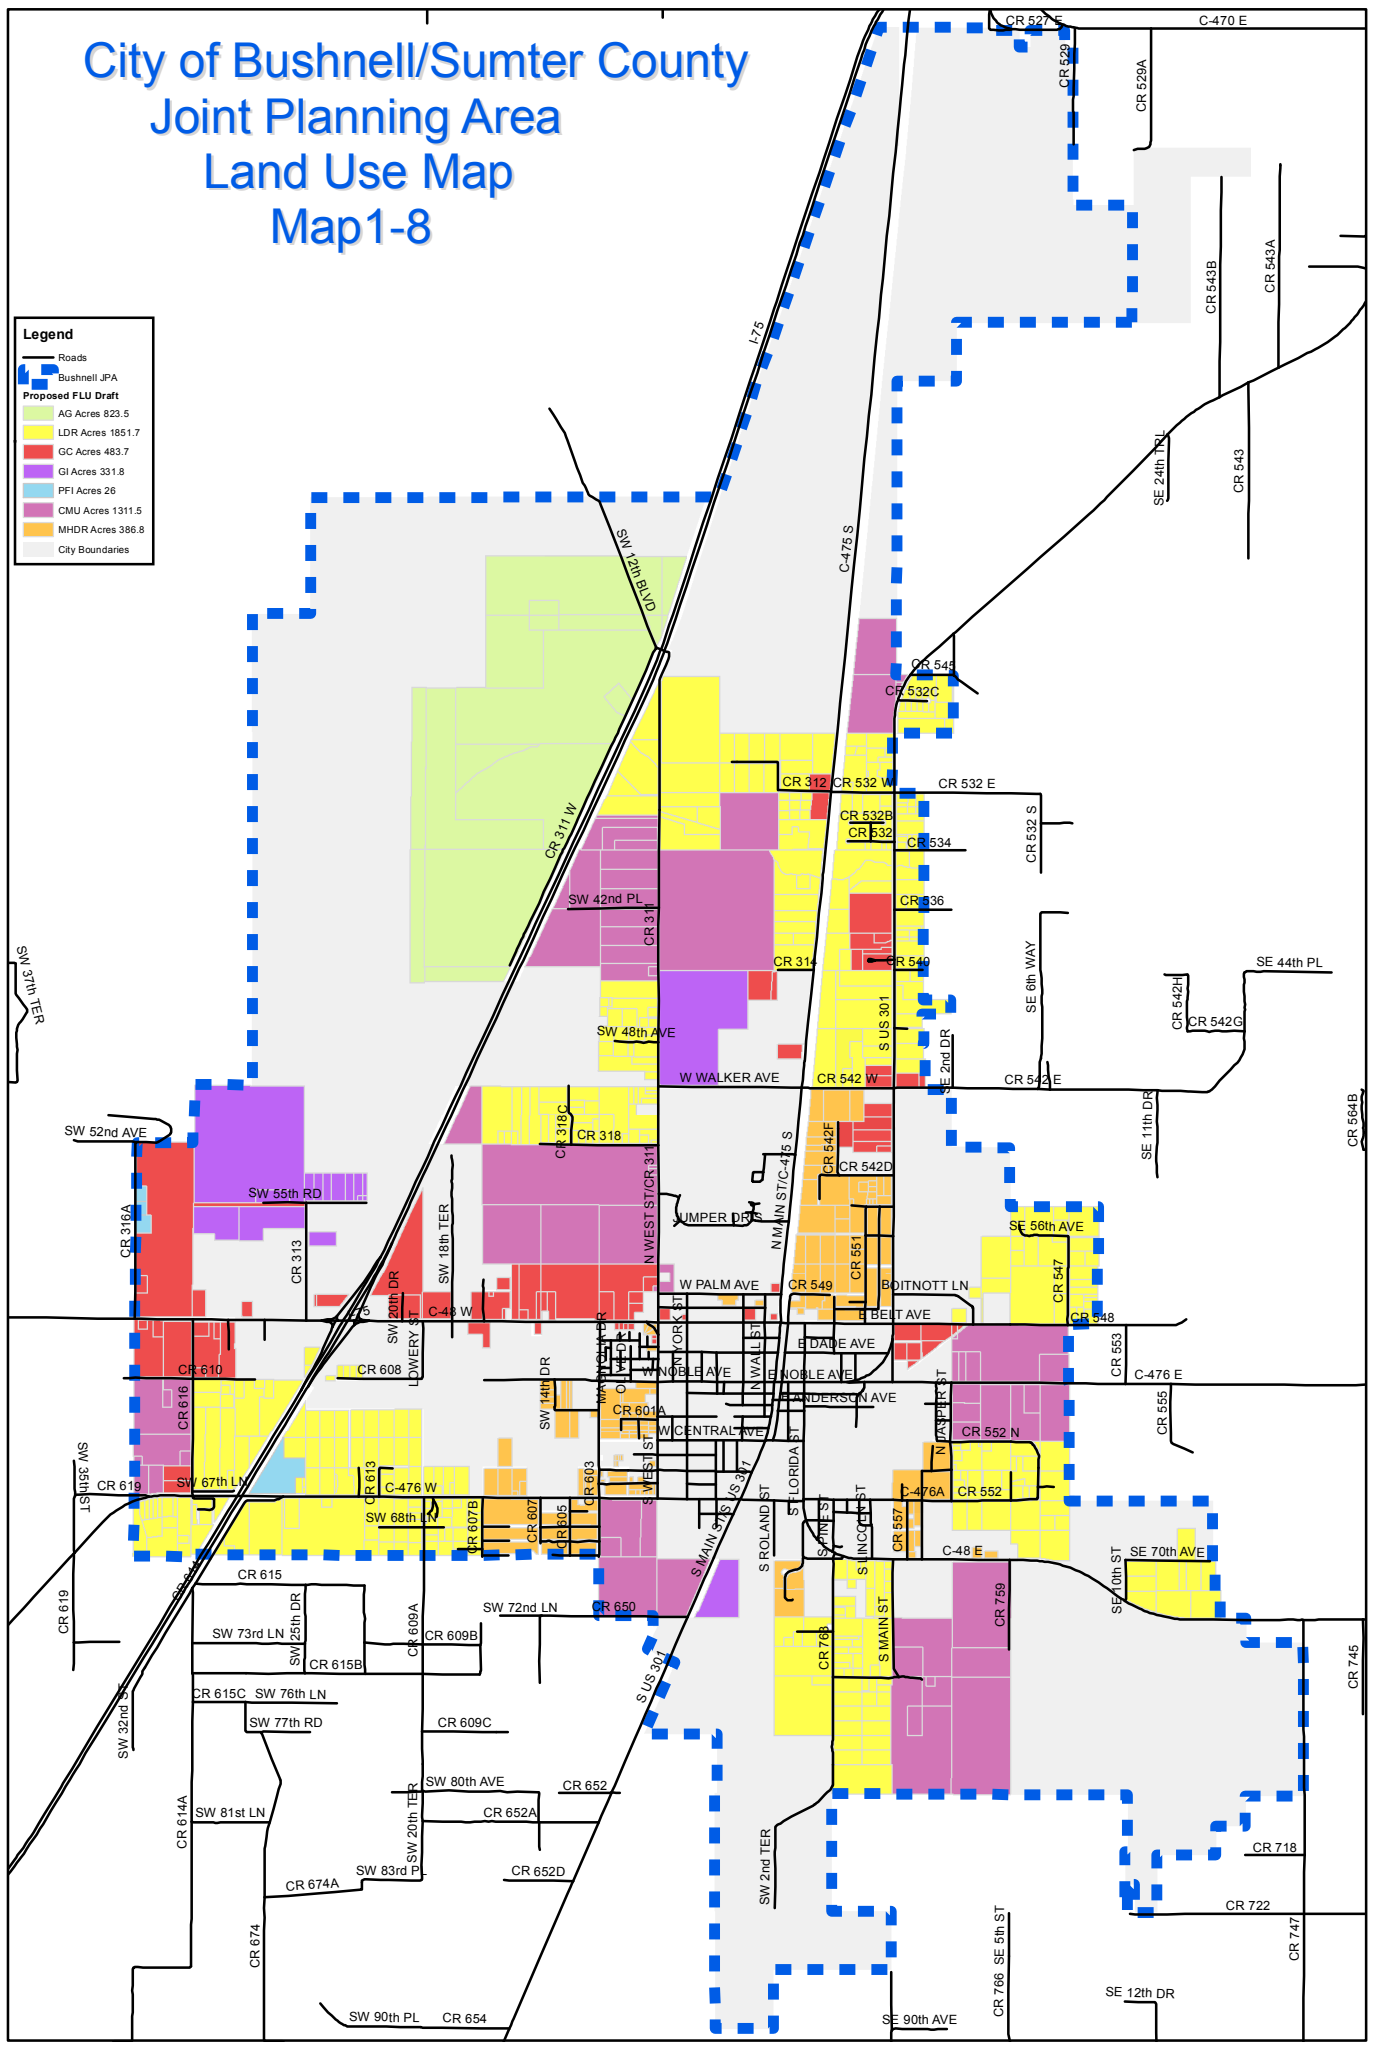 City of Bushnell/Sumter County
Joint Planning Area
Land Use Map
Map1-8
CR 527 E
C-470 E
CR 529
CR 529A
CR 543B
CR 543A
I-75
Legend
Roads
Bushnell JPA
Proposed FLU Draft
AG Acres 823.5
LDR Acres 1851.7
GC Acres 483.7
GI Acres 331.8
PFI Acres 26
CMU Acres 1311.5
MHDR Acres 386.8
City Boundaries
SE 24th TRL
CR 543
SW 12th BLVD
C-475 S
CR 545
CR 532C
CR 312
CR 532 W
CR 532 E
CR 532B
CR 532
CR 532 S
CR 534
CR 311 W
SW 42nd PL
CR 311
CR 536
CR 314
CR 540
SE 6th WAY
SE 44th PL
CR 542H
CR 542G
SW 37th TER
SW 48th AVE
S US 301
SE 2nd DR
W WALKER AVE
CR 542 W
CR 542 E
SE 11th DR
CR 564B
SW 52nd AVE
CR 318C
CR 318
CR 542F
CR 542D
N WEST ST/CR 311
N MAIN ST/C-475 S
SW 55th RD
CR 316A
CR 313
SW 18th TER
JUMPER DR S
CR 551
SE 56th AVE
CR 547
W PALM AVE
CR 549
BOITNOTT LN
C-48 W
SW 20th DR
LOWERY ST
E BELT AVE
CR 548
CR 553
MAGNOLIA DR
OLIVE DR
N YORK ST
N WALL ST
E DADE AVE
CR 610
CR 608
W NOBLE AVE
E NOBLE AVE
C-476 E
CR 616
SW 14th DR
CR 601A
E ANDERSON AVE
N JASPER ST
CR 555
W CENTRAL AVE
CR 552 N
SW 35th ST
CR 619
SW 67th LN
CR 613
C-476 W
CR 603
S WEST ST
S MAIN ST/S US 301
S FLORIDA ST
C-476A
CR 552
SW 68th LN
CR 607B
CR 607
CR 605
S ROLAND ST
S PINE ST
S LINCOLN ST
CR 557
C-48 E
SE 70th AVE
SE 10th ST
CR 619
CR 615
SW 25th DR
CR 609A
SW 72nd LN
CR 650
CR 759
SW 73rd LN
CR 609B
CR 615B
CR 763
S MAIN ST
CR 745
SW 32nd ST
CR 615C
SW 76th LN
SW 77th RD
CR 609C
S US 301
CR 614A
SW 81st LN
SW 80th AVE
SW 20th TER
CR 652
CR 652A
SW 2nd TER
CR 718
SW 83rd PL
CR 674A
CR 652D
CR 722
CR 674
CR 766
SE 5th ST
CR 747
SW 90th PL
CR 654
SE 90th AVE
SE 12th DR